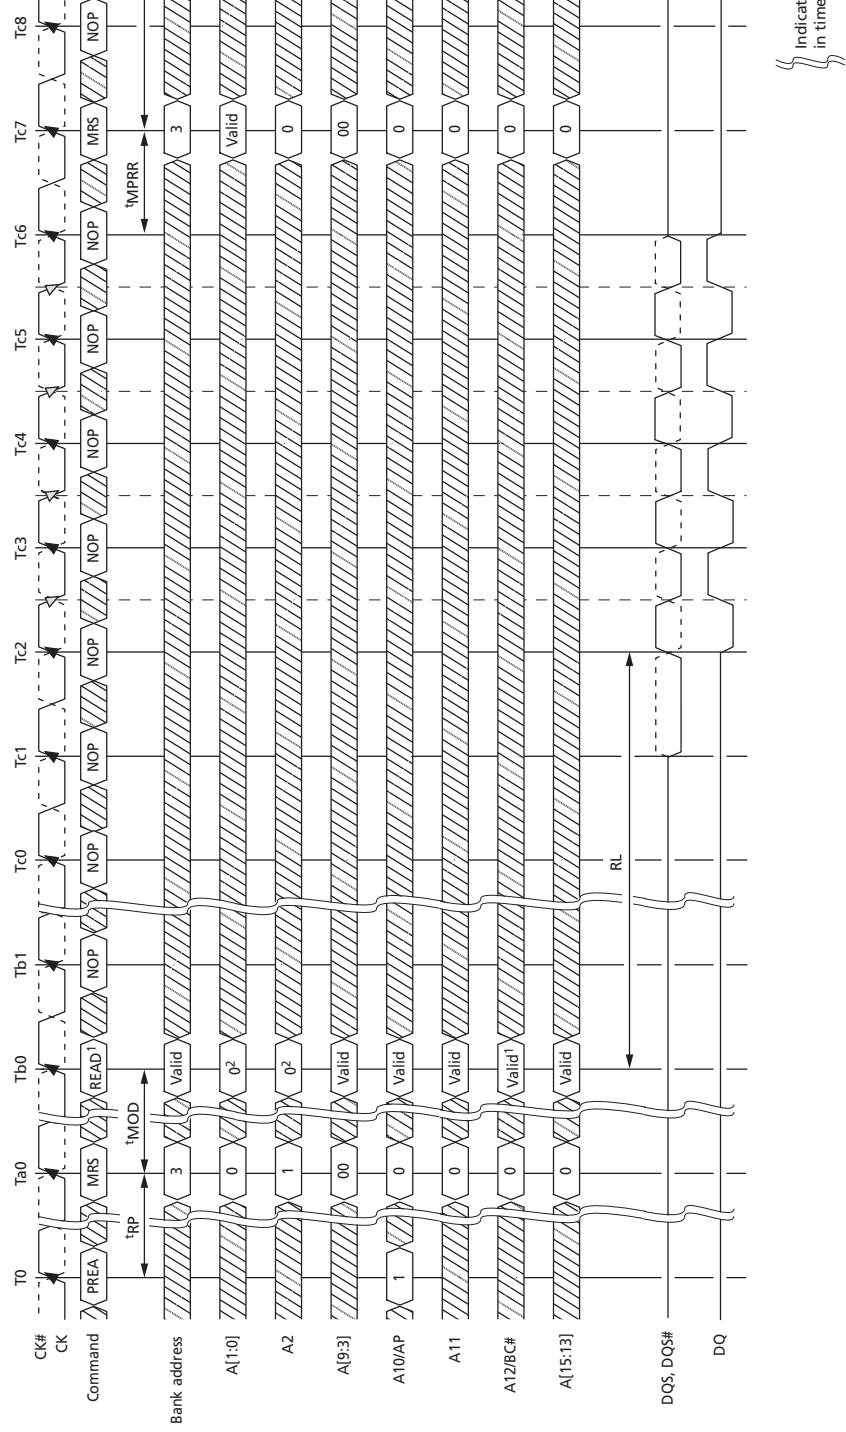 T0 Ta0 Tb0 Tb1 Tc0 Tc1 Tc2 Tc3 Tc4 Tc5 Tc6 Tc7 Tc8
CK#
CK
Command PREA MRS READ1 NOP NOP NOP NOP NOP NOP NOP NOP MRS NOP
tRP tMOD tMPRR
Bank address 3 Valid 3
A[1:0] 0 02 Valid
A2 1 02 0
A[9:3] 00 Valid 00
A10/AP 1 0 Valid 0
A11 0 Valid 0
A12/BC# 0 Valid1 0
A[15:13] 0 Valid 0
RL
DQS, DQS#
DQ
Indicat
in time